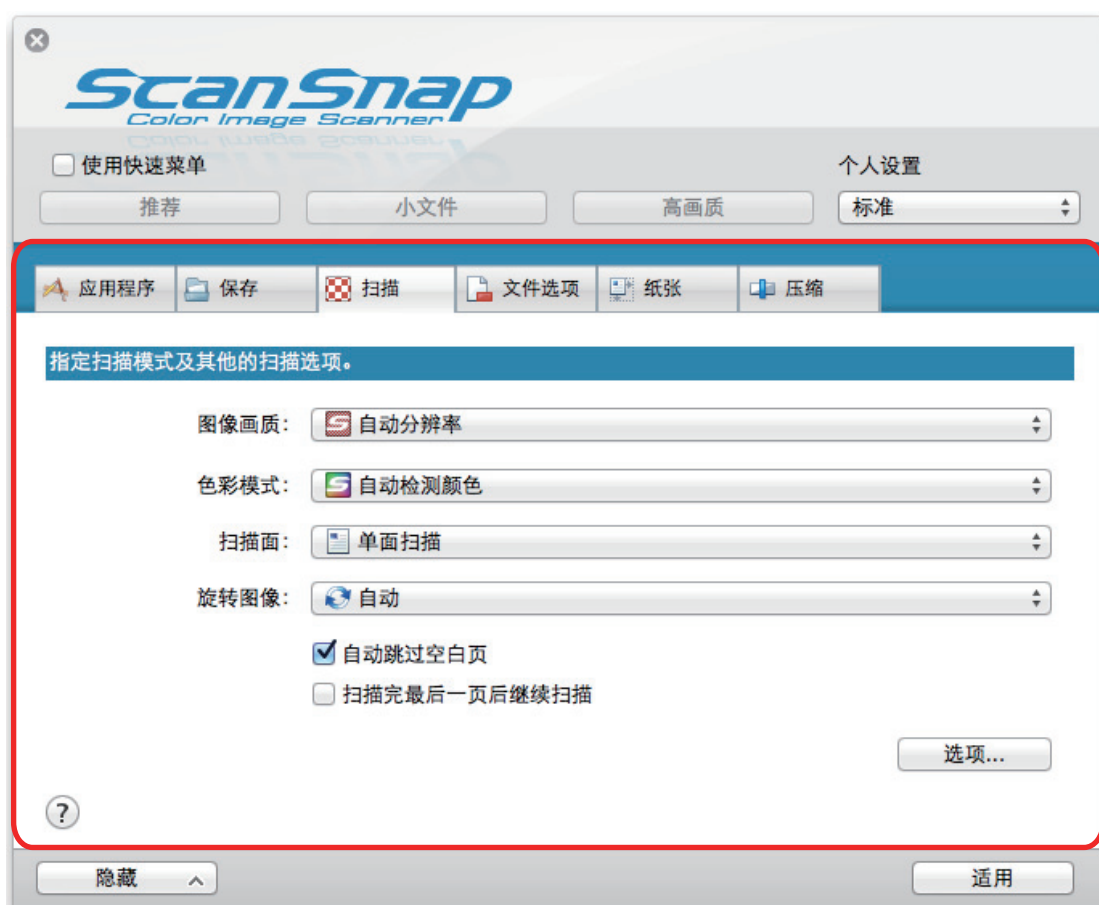 ScanSnap
Color Image Scanner
使用快速菜单
个人设置
推荐 小文件 高画质 标准
应用程序 保存 扫描 文件选项 纸张 压缩
指定扫描模式及其他的扫描选项。
图像画质： 自动分辨率
色彩模式： 自动检测颜色
扫描面： 单面扫描
旋转图像： 自动
自动跳过空白页
扫描完最后一页后继续扫描
选项...
?
隐藏 适用